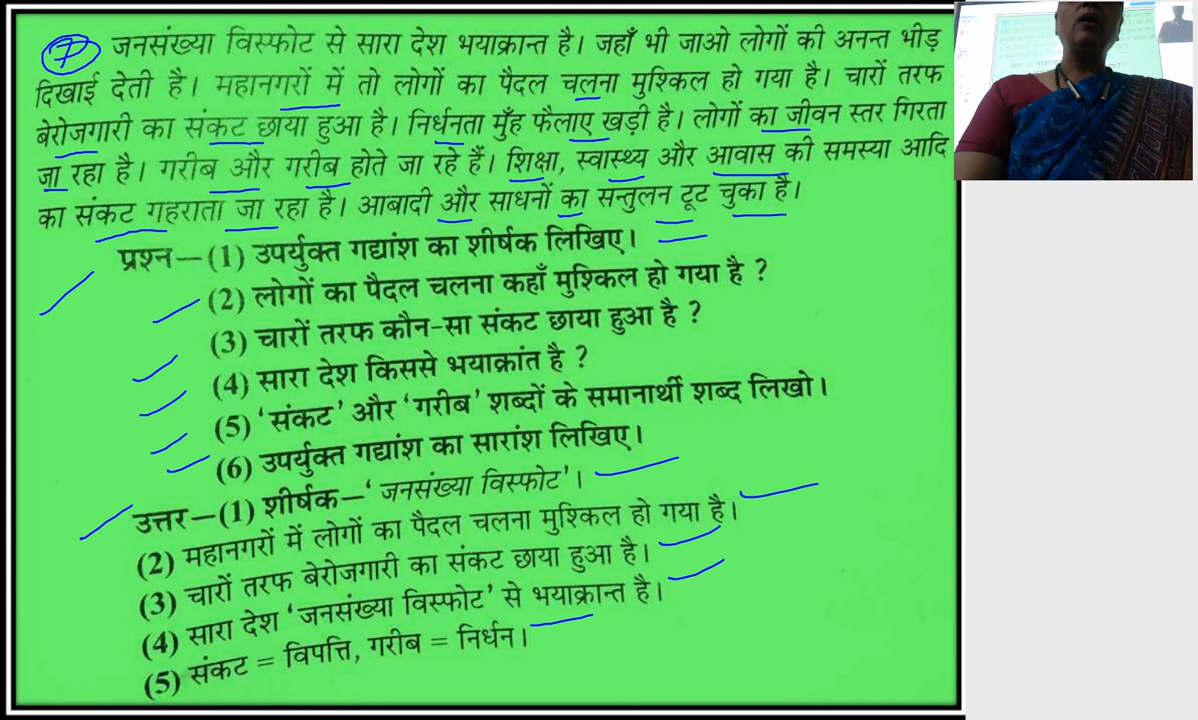 7 जनसंख्या विस्फोट से सारा देश भयाक्रान्त है। जहाँ भी जाओ लोगों की अनन्त भीड़
दिखाई देती है। महानगरों में तो लोगों का पैदल चलना मुश्किल हो गया है। चारों तरफ
बेरोजगारी का संकट छाया हुआ है। निर्धनता मुँह फैलाए खड़ी है। लोगों का जीवन स्तर गिरता
जा रहा है। गरीब और गरीब होते जा रहे हैं। शिक्षा, स्वास्थ्य और आवास की समस्या आदि
का संकट गहराता जा रहा है। आबादी और साधनों का सन्तुलन टूट चुका है।
प्रश्न—(1) उपर्युक्त गद्यांश का शीर्षक लिखिए।
(2) लोगों का पैदल चलना कहाँ मुश्किल हो गया है ?
(3) चारों तरफ कौन-सा संकट छाया हुआ है ?
(4) सारा देश किससे भयाक्रांत है ?
(5) ‘संकट’ और ‘गरीब’ शब्दों के समानार्थी शब्द लिखो।
(6) उपर्युक्त गद्यांश का सारांश लिखिए।
उत्तर—(1) शीर्षक—‘जनसंख्या विस्फोट’।
(2) महानगरों में लोगों का पैदल चलना मुश्किल हो गया है।
(3) चारों तरफ बेरोजगारी का संकट छाया हुआ है।
(4) सारा देश ‘जनसंख्या विस्फोट’ से भयाक्रान्त है।
(5) संकट = विपत्ति, गरीब = निर्धन।